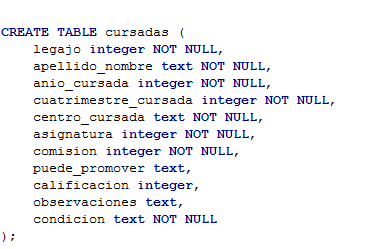 CREATE TABLE cursadas (
    legajo integer NOT NULL,
    apellido_nombre text NOT NULL,
    anio_cursada integer NOT NULL,
    cuatrimestre_cursada integer NOT NULL,
    centro_cursada text NOT NULL,
    asignatura integer NOT NULL,
    comision integer NOT NULL,
    puede_promover text,
    calificacion integer,
    observaciones text,
    condicion text NOT NULL
);